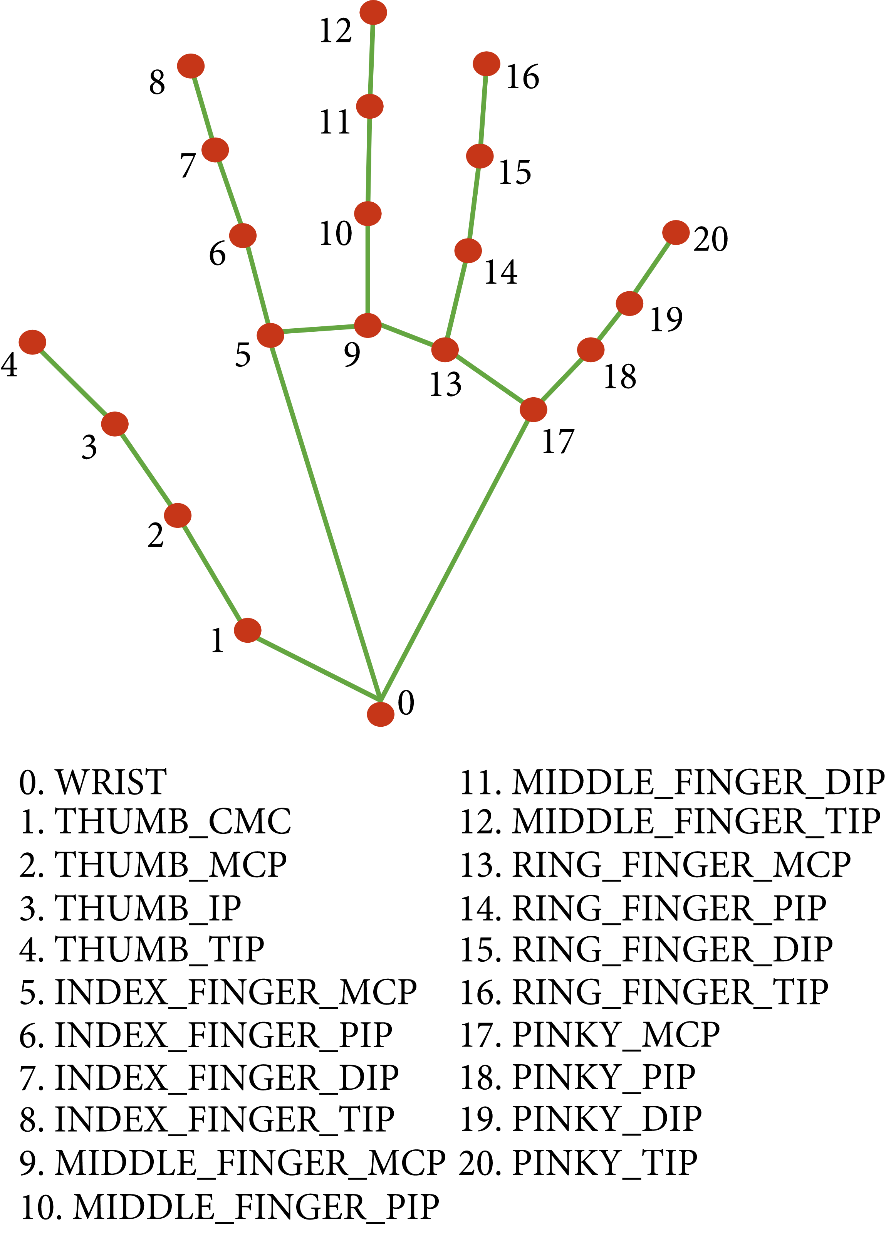 12
8
16
11
7
15
10
6
14
20
19
5
9
18
4
13
3
17
2
1
0
0. WRIST
1. THUMB_CMC
2. THUMB_MCP
3. THUMB_IP
4. THUMB_TIP
5. INDEX_FINGER_MCP
6. INDEX_FINGER_PIP
7. INDEX_FINGER_DIP
8. INDEX_FINGER_TIP
9. MIDDLE_FINGER_MCP
10. MIDDLE_FINGER_PIP
11. MIDDLE_FINGER_DIP
12. MIDDLE_FINGER_TIP
13. RING_FINGER_MCP
14. RING_FINGER_PIP
15. RING_FINGER_DIP
16. RING_FINGER_TIP
17. PINKY_MCP
18. PINKY_PIP
19. PINKY_DIP
20. PINKY_TIP